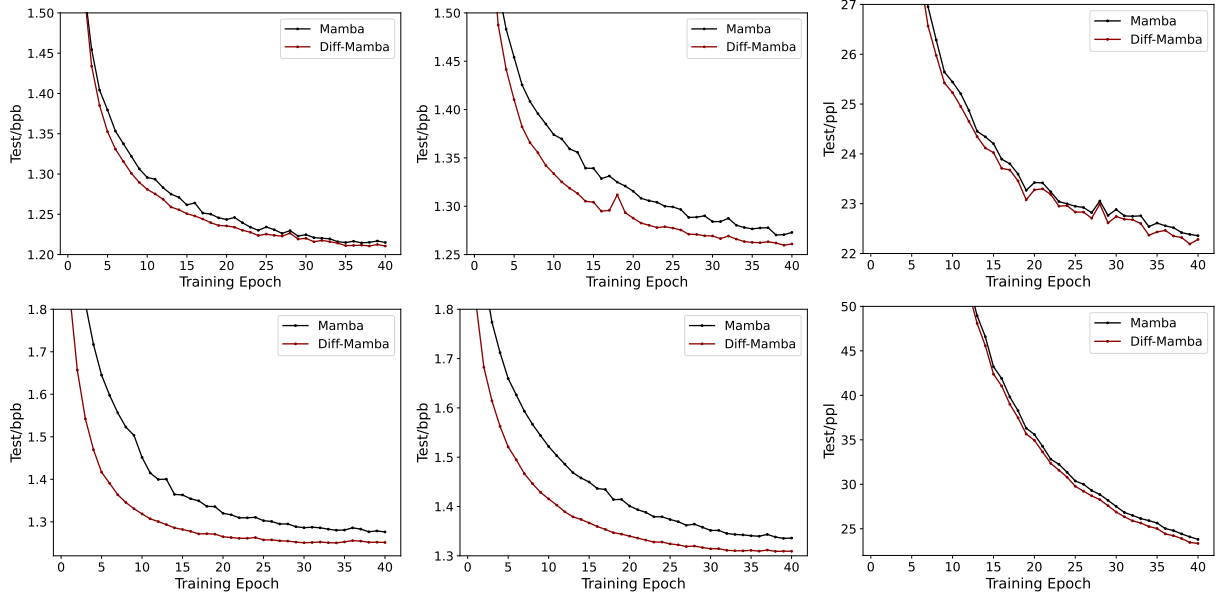 1.50
1.45
1.40
1.35
1.30
1.25
1.20
Test/bpb
0 5 10 15 20 25 30 35 40
Training Epoch
Mamba
Diff-Mamba
1.50
1.45
1.40
1.35
1.30
1.25
Test/bpb
0 5 10 15 20 25 30 35 40
Training Epoch
Mamba
Diff-Mamba
27
26
25
24
23
22
Test/ppl
0 5 10 15 20 25 30 35 40
Training Epoch
Mamba
Diff-Mamba
1.8
1.7
1.6
1.5
1.4
1.3
Test/bpb
0 5 10 15 20 25 30 35 40
Training Epoch
Mamba
Diff-Mamba
1.8
1.7
1.6
1.5
1.4
1.3
Test/bpb
0 5 10 15 20 25 30 35 40
Training Epoch
Mamba
Diff-Mamba
50
45
40
35
30
25
Test/ppl
0 5 10 15 20 25 30 35 40
Training Epoch
Mamba
Diff-Mamba